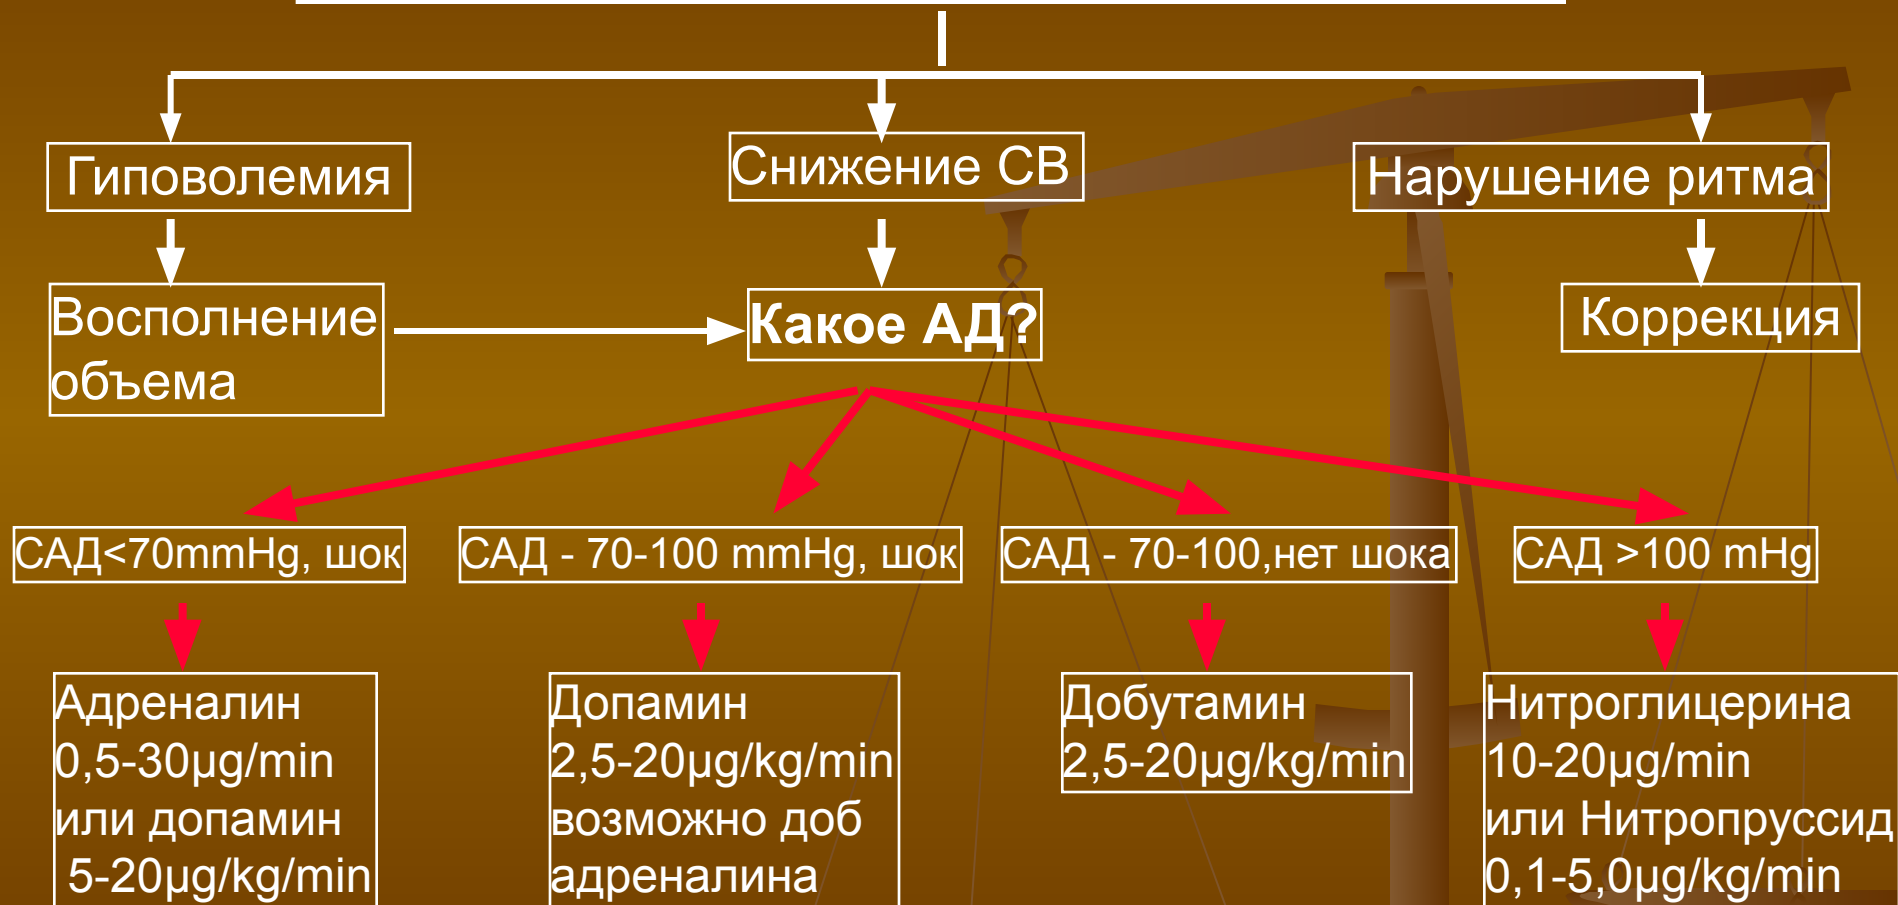 Гиповолемия
Снижение СВ
Нарушение ритма
Восполнение
объема
Какое АД?
Коррекция
САД<70mmHg, шок
САД - 70-100 mmHg, шок
САД - 70-100,нет шока
САД >100 mHg
Адреналин
0,5-30µg/min
или допамин
5-20µg/kg/min
Допамин
2,5-20µg/kg/min
возможно доб
адреналина
Добутамин
2,5-20µg/kg/min
Нитроглицерина
10-20µg/min
или Нитропруссид
0,1-5,0µg/kg/min